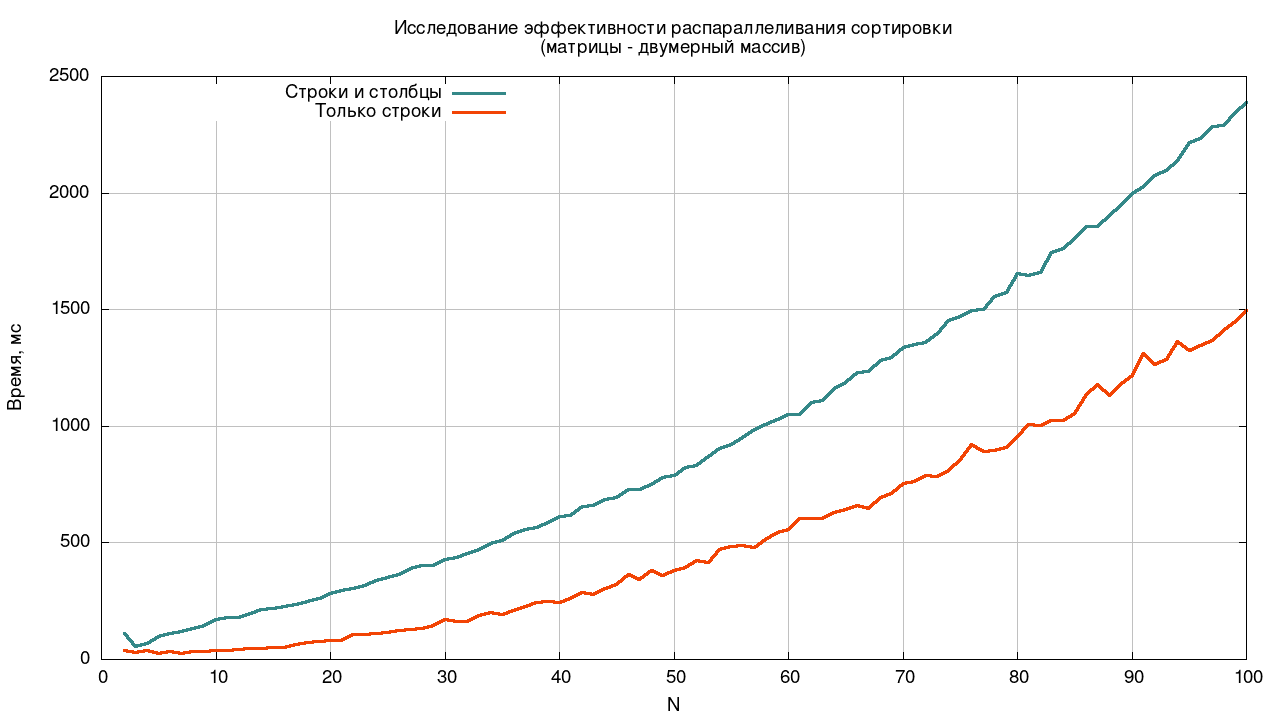 Исследование эффективности распараллеливания сортировки
(матрицы - двумерный массив)
Строки и столбцы
Только строки
Время, мс
2500
2000
1500
1000
500
0
0 10 20 30 40 50 60 70 80 90 100
N